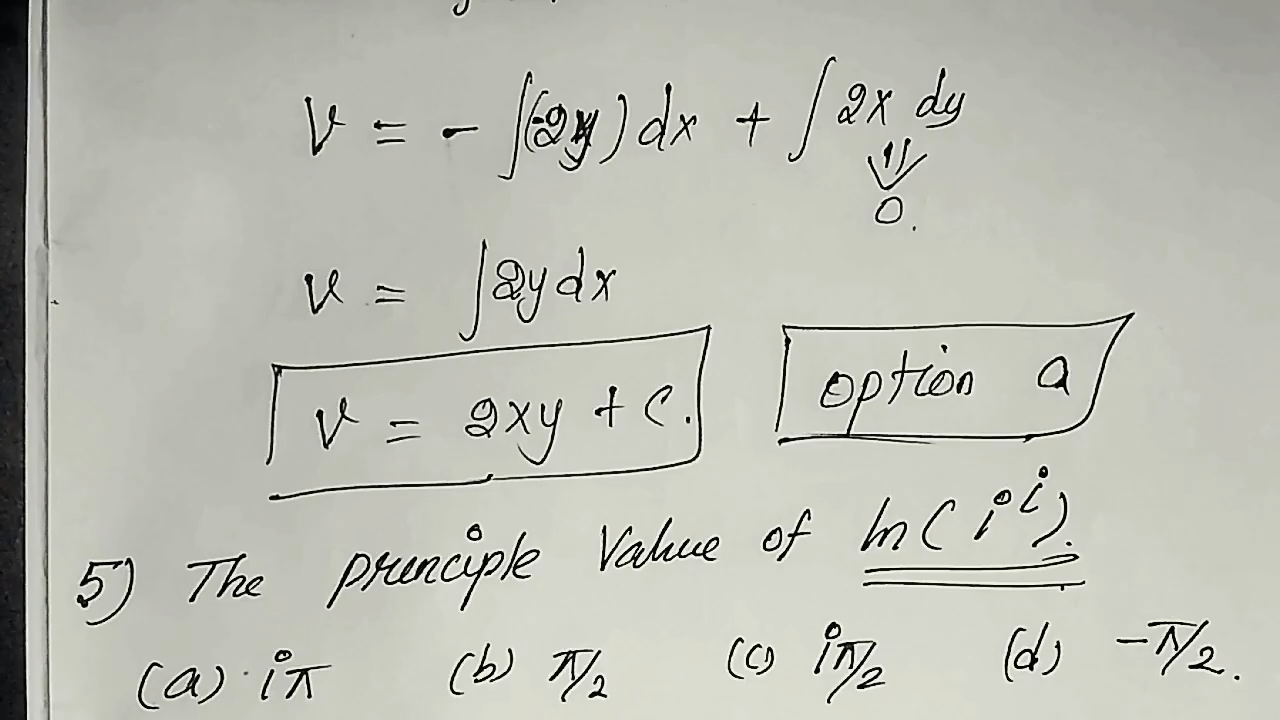 V = - ∫(-2y) dx + ∫ 2x dy
0.
V = ∫2y dx
V = 2xy + c.
option a
5) The principle Value of ln(i^i).
(a) iπ (b) π/2 (c) iπ/2 (d) -π/2.